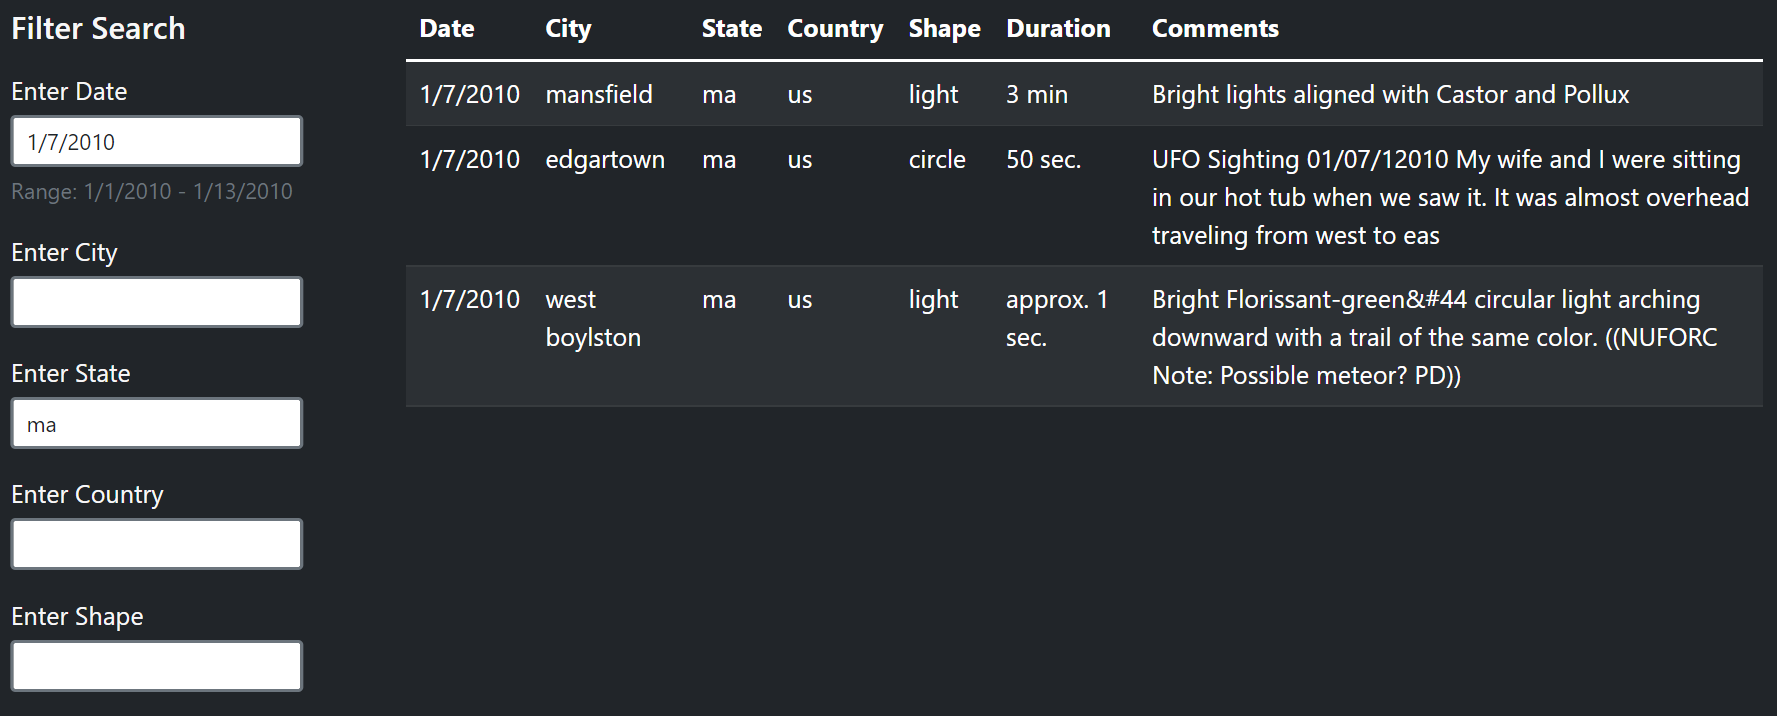 Filter Search
Enter Date
1/7/2010
Range: 1/1/2010 - 1/13/2010
Enter City
Enter State
ma
Enter Country
Enter Shape
Date City State Country Shape Duration Comments
1/7/2010 mansfield ma us light 3 min Bright lights aligned with Castor and Pollux
1/7/2010 edgartown ma us circle 50 sec. UFO Sighting 01/07/12010 My wife and I were sitting
in our hot tub when we saw it. It was almost overhead
traveling from west to eas
1/7/2010 west ma us light approx. 1 Bright Florissant-green&#44 circular light arching
boylston sec. downward with a trail of the same color. ((NUFORC
Note: Possible meteor? PD))